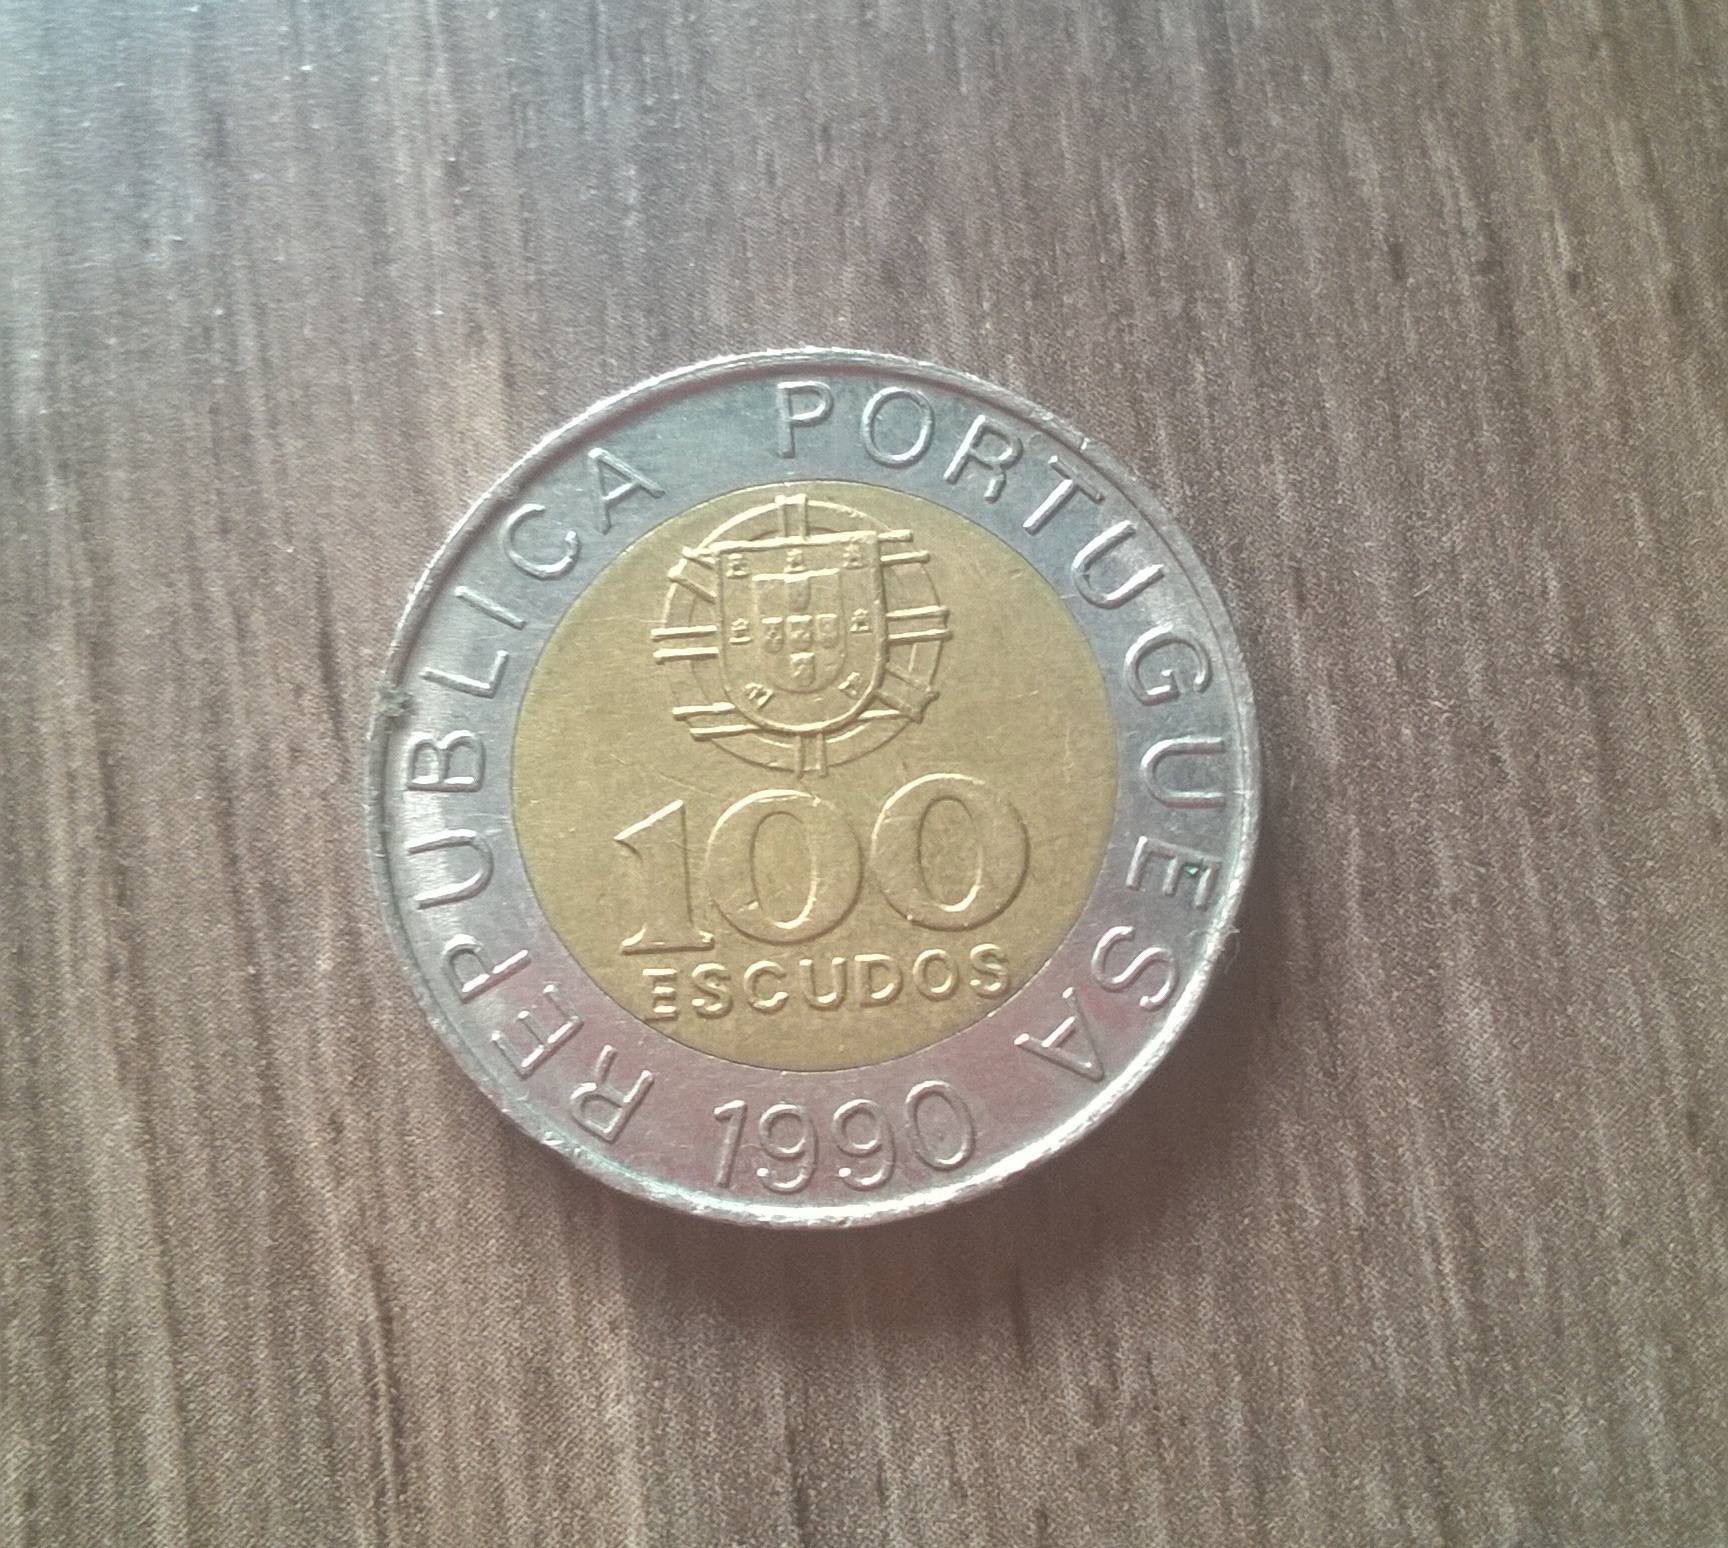 REPUBLICA PORTUGUESA
100
ESCUDOS
1990